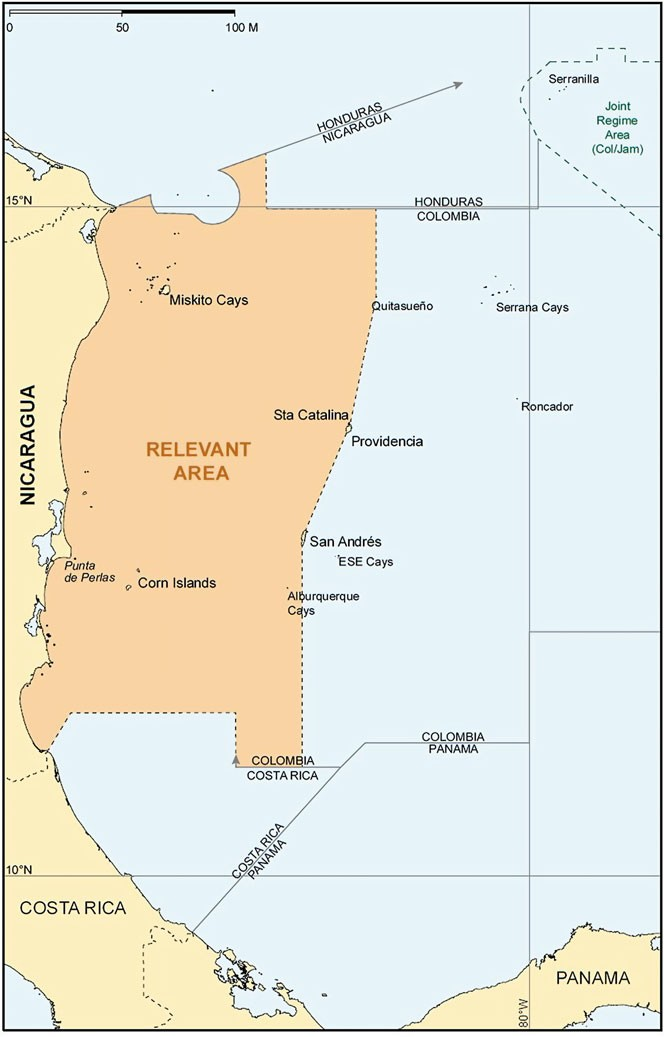 0 50 100 M
Serranilla
HONDURAS
NICARAGUA
Joint
Regime
Area
(Col/Jam)
15°N
HONDURAS
COLOMBIA
Miskito Cays
Quitasueño
Serrana Cays
Roncador
Sta Catalina
Providencia
NICARAGUA
RELEVANT
AREA
San Andrés
ESE Cays
Punta
de Perlas
Corn Islands
Alburquerque
Cays
COLOMBIA
PANAMA
COLOMBIA
COSTA RICA
COSTA RICA
PANAMA
10°N
COSTA RICA
PANAMA
80°W